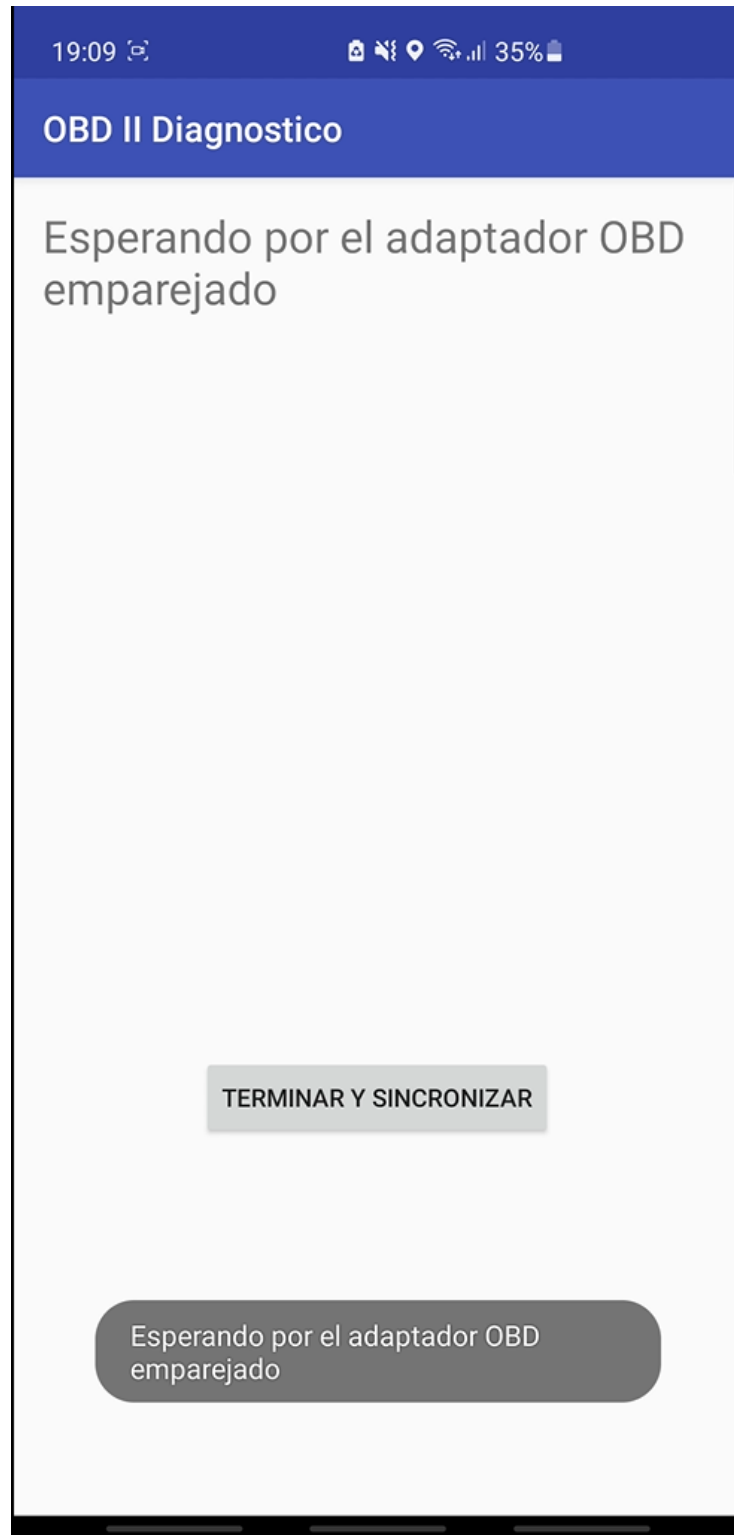 19:09
35%
OBD II Diagnostico
Esperando por el adaptador OBD
emparejado
TERMINAR Y SINCRONIZAR
Esperando por el adaptador OBD
emparejado